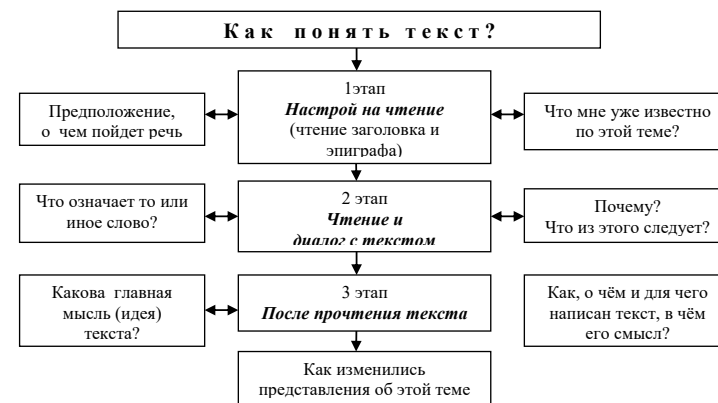 Как понять текст?
1этап
Настрой на чтение
(чтение заголовка и
эпиграфа)
Предположение,
о чем пойдет речь
Что мне уже известно
по этой теме?
2 этап
Чтение и
диалог с текстом
Что означает то или
иное слово?
Почему?
Что из этого следует?
3 этап
После прочтения текста
Какова главная
мысль (идея)
текста?
Как, о чём и для чего
написан текст, в чём
его смысл?
Как изменились
представления об этой теме